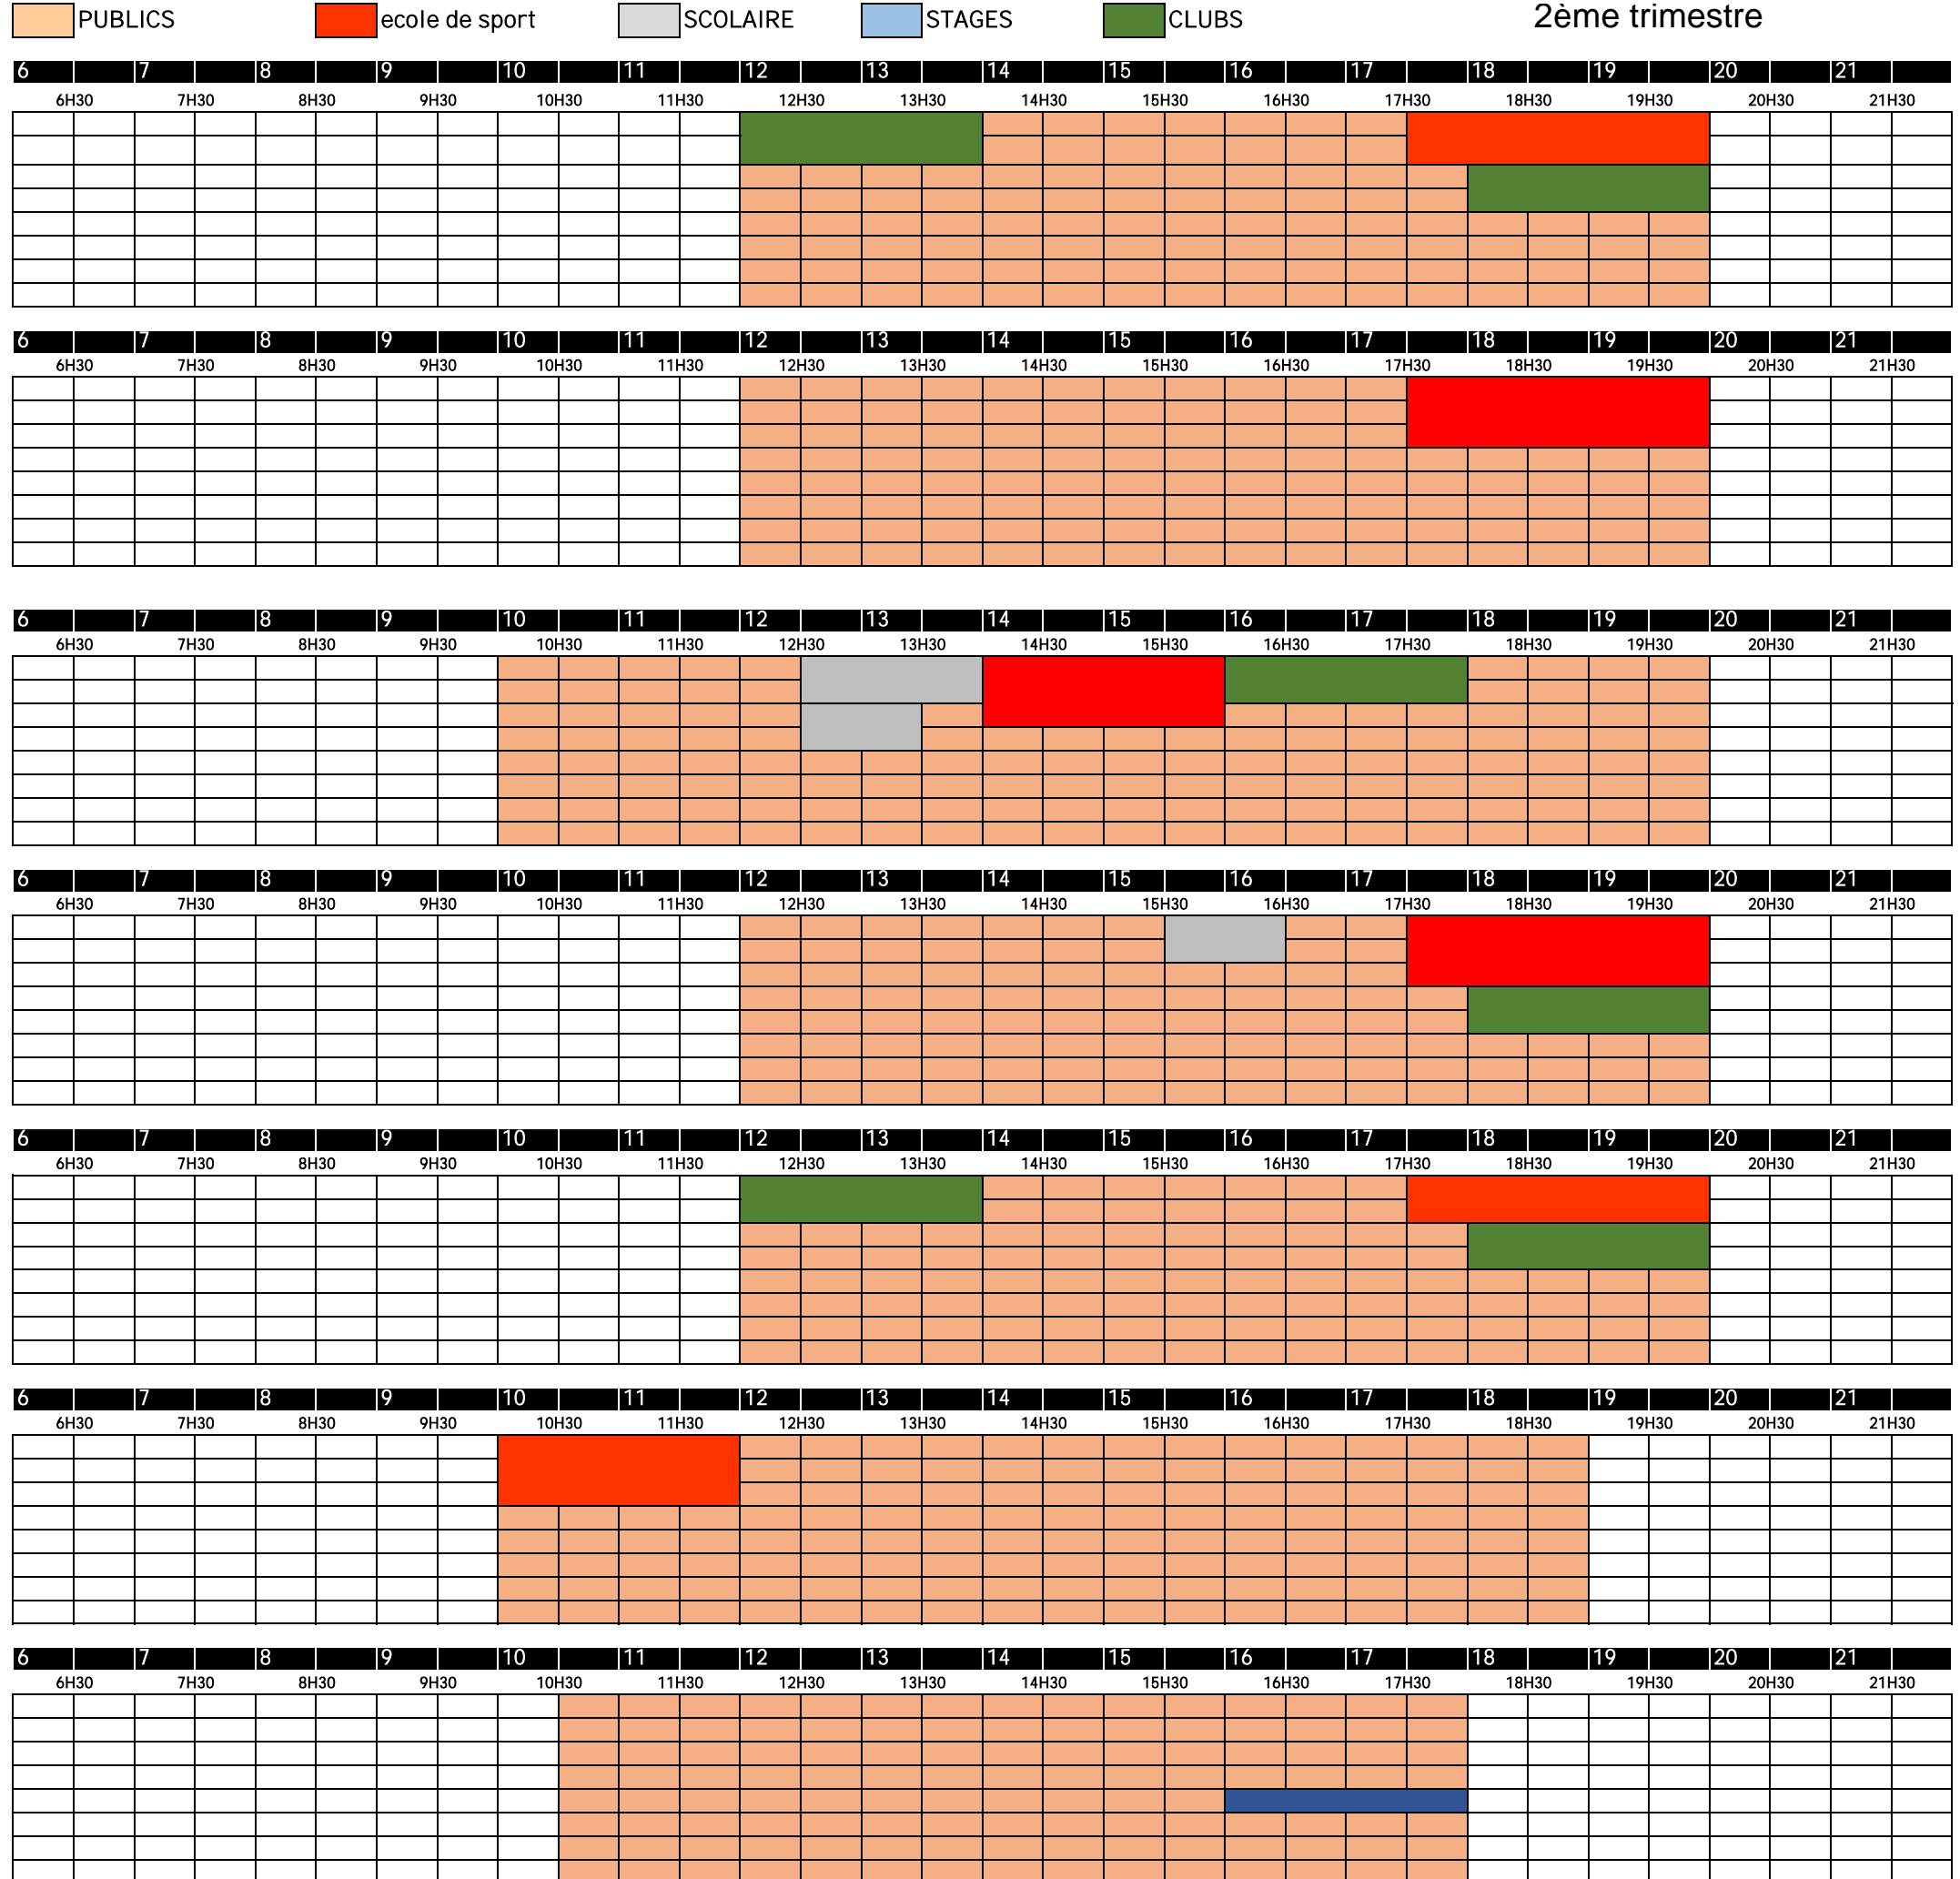 PUBLICS ecole de sport SCOLAIRE STAGES CLUBS 2ème trimestre
6 7 8 9 10 11 12 13 14 15 16 17 18 19 20 21
6H30 7H30 8H30 9H30 10H30 11H30 12H30 13H30 14H30 15H30 16H30 17H30 18H30 19H30 20H30 21H30
6 7 8 9 10 11 12 13 14 15 16 17 18 19 20 21
6H30 7H30 8H30 9H30 10H30 11H30 12H30 13H30 14H30 15H30 16H30 17H30 18H30 19H30 20H30 21H30
6 7 8 9 10 11 12 13 14 15 16 17 18 19 20 21
6H30 7H30 8H30 9H30 10H30 11H30 12H30 13H30 14H30 15H30 16H30 17H30 18H30 19H30 20H30 21H30
6 7 8 9 10 11 12 13 14 15 16 17 18 19 20 21
6H30 7H30 8H30 9H30 10H30 11H30 12H30 13H30 14H30 15H30 16H30 17H30 18H30 19H30 20H30 21H30
6 7 8 9 10 11 12 13 14 15 16 17 18 19 20 21
6H30 7H30 8H30 9H30 10H30 11H30 12H30 13H30 14H30 15H30 16H30 17H30 18H30 19H30 20H30 21H30
6 7 8 9 10 11 12 13 14 15 16 17 18 19 20 21
6H30 7H30 8H30 9H30 10H30 11H30 12H30 13H30 14H30 15H30 16H30 17H30 18H30 19H30 20H30 21H30
6 7 8 9 10 11 12 13 14 15 16 17 18 19 20 21
6H30 7H30 8H30 9H30 10H30 11H30 12H30 13H30 14H30 15H30 16H30 17H30 18H30 19H30 20H30 21H30